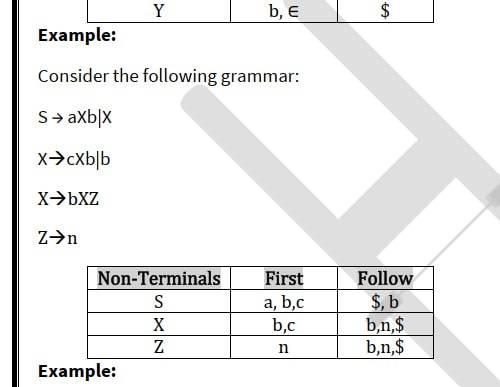 Y b, ∈ $
Example:
Consider the following grammar:
S → aXb|X
X→cXb|b
X→bXZ
Z→n
Non-Terminals First Follow
S a, b,c $, b
X b,c b,n,$
Z n b,n,$
Example: